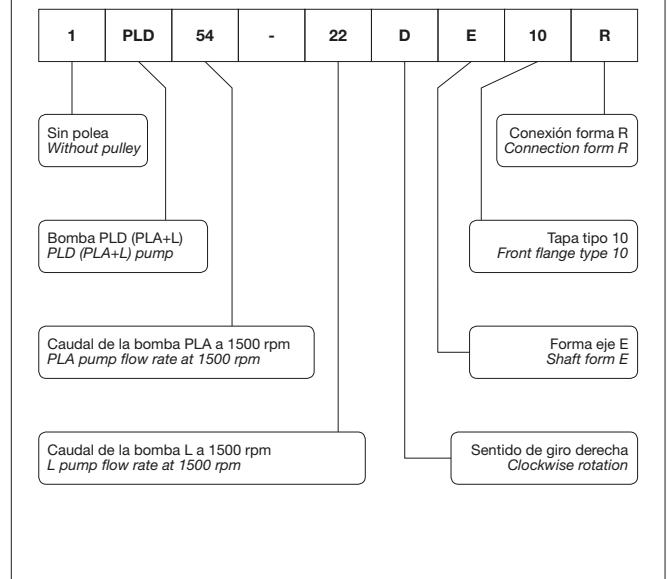 1 PLD 54 - 22 D E 10 R
Sin polea
Without pulley
Conexión forma R
Connection form R
Bomba PLD (PLA+L)
PLD (PLA+L) pump
Tapa tipo 10
Front flange type 10
Caudal de la bomba PLA a 1500 rpm
PLA pump flow rate at 1500 rpm
Forma eje E
Shaft form E
Caudal de la bomba L a 1500 rpm
L pump flow rate at 1500 rpm
Sentido de giro derecha
Clockwise rotation